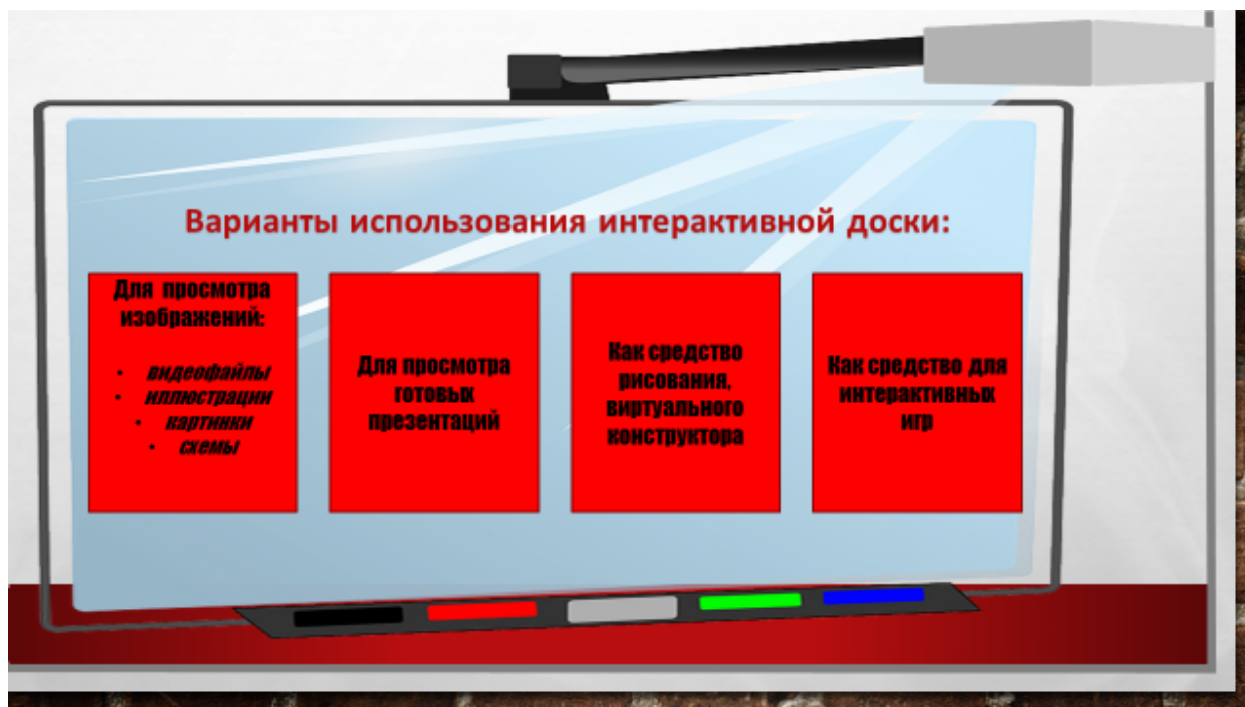 Варианты использования интерактивной доски:
Для просмотра
изображений:
• видеофайлы
• иллюстрации
• картинки
• схемы
Для просмотра
готовых
презентаций
Как средство
рисования,
виртуального
конструктора
Как средство для
интерактивных
игр